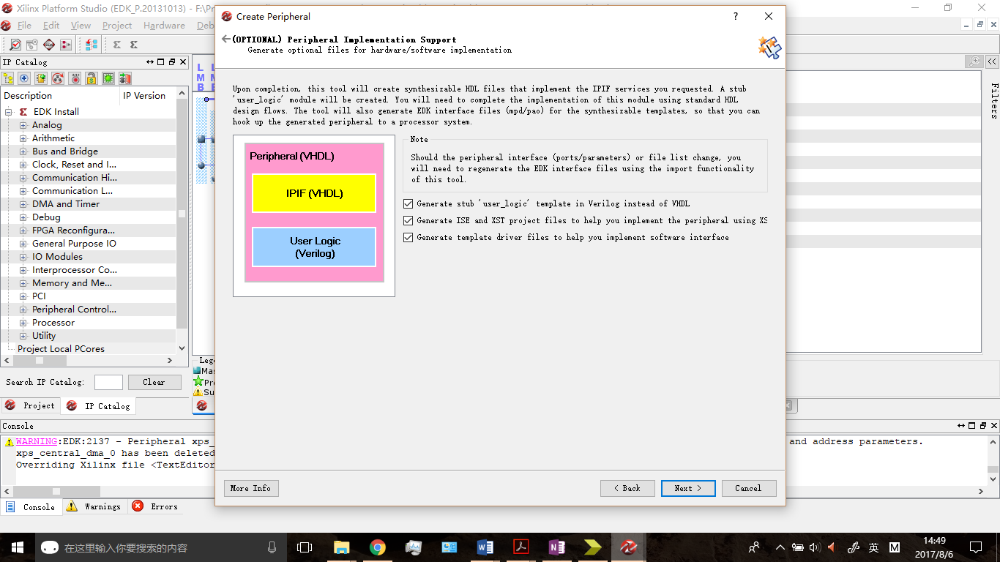 Xilinx Platform Studio (EDK_P.20131013) - F:\Pr
File Edit View Project Hardware Deb
IP Catalog
Description IP Version
EDK Install
Analog
Arithmetic
Bus and Bridge
Clock, Reset and I...
Communication Hi...
Communication L...
DMA and Timer
Debug
FPGA Reconfigura...
General Purpose IO
IO Modules
Interprocessor Co...
Memory and Me...
PCI
Peripheral Control...
Processor
Utility
Project Local PCores
Search IP Catalog:
Clear
Project
IP Catalog
L
M
B
Filters
Create Peripheral
(OPTIONAL) Peripheral Implementation Support
Generate optional files for hardware/software implementation
Upon completion, this tool will create synthesizable HDL files that implement the IPIF services you requested. A stub
'user_logic' module will be created. You will need to complete the implementation of this module using standard HDL
design flows. The tool will also generate EDK interface files (mpd/pao) for the synthesizable templates, so that you can
hook up the generated peripheral to a processor system.
Peripheral (VHDL)
IPIF (VHDL)
User Logic
(Verilog)
Note
Should the peripheral interface (ports/parameters) or file list change, you
will need to regenerate the EDK interface files using the import functionality
of this tool.
Generate stub 'user_logic' template in Verilog instead of VHDL
Generate ISE and XST project files to help you implement the peripheral using XS
Generate template driver files to help you implement software interface
More Info
< Back
Next >
Cancel
Lege
Mas
Pro
Su
Console
WARNING:EDK:2137 - Peripheral xps_ and address parameters.
xps_central_dma_0 has been deleted
Overriding Xilinx file <TextEditor
Console
Warnings
Errors
在这里输入你要搜索的内容
英
M
14:49
2017/8/6